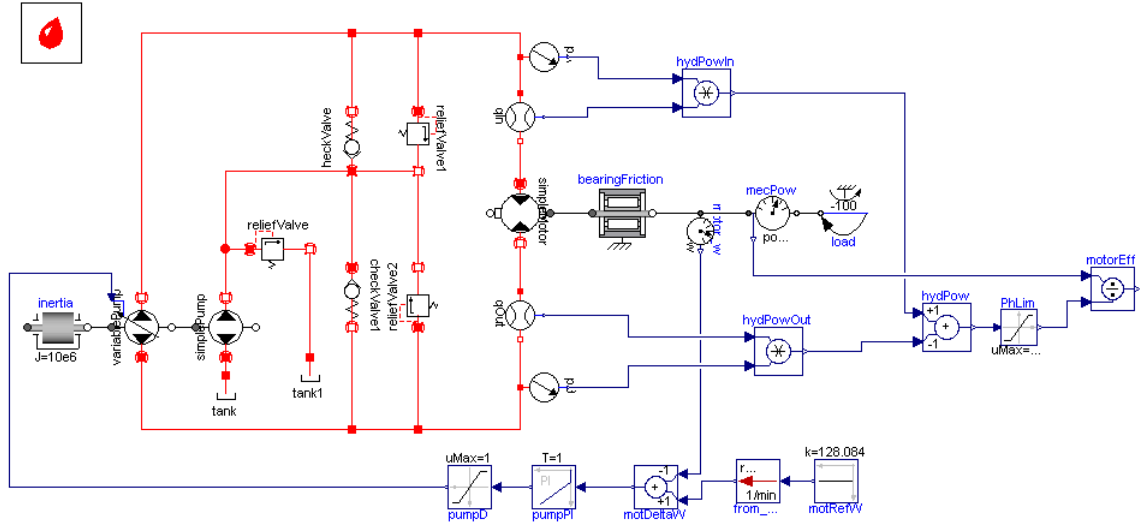 hydPowIn
qIn
heckValve
reliefValve1
bearingFriction
simpleMotor
mecPow
-100
po...
load
reliefValve
w
motorEff
inertia
J=10e6
simplePump
checkValve1
reliefValve2
qOut
hydPowOut
hydPow
+1
-1
PhLim
uMax=...
tank1
tank
uMax=1
pumpD
T=1
PI
pumpPI
-1
+1
motDeltaW
r...
1/min
from_...
k=128.084
motRefW